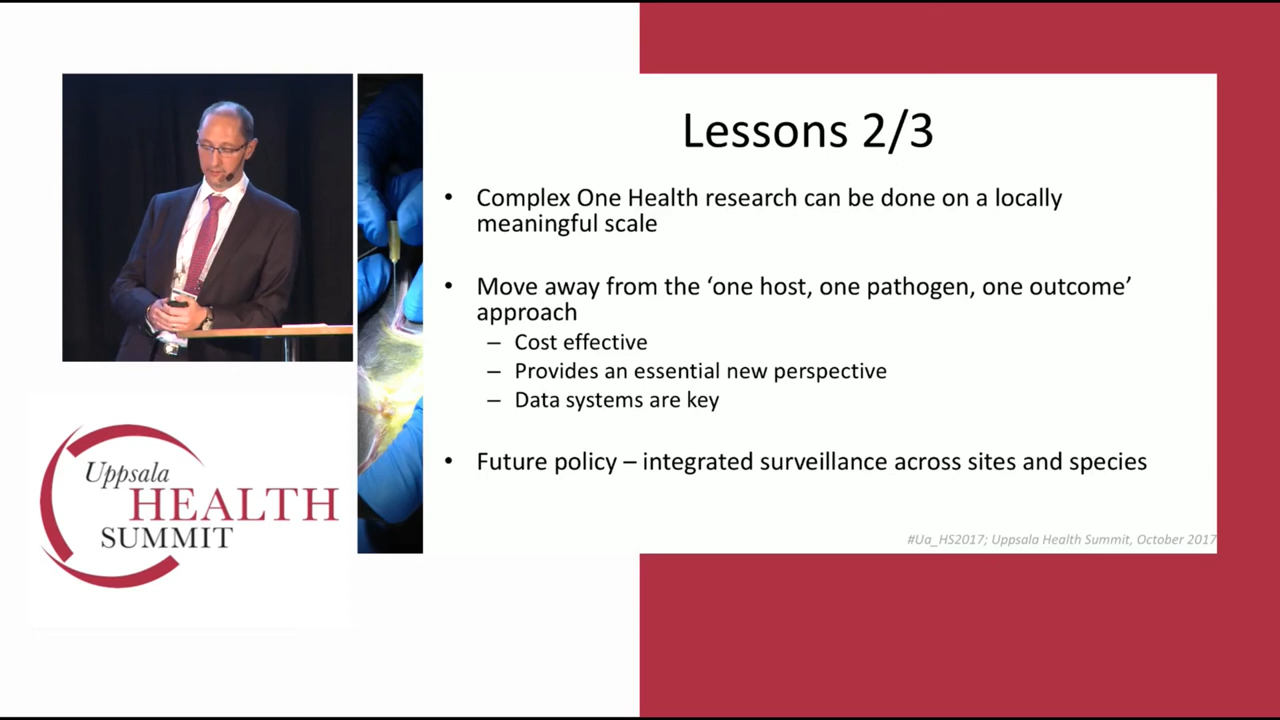 Lessons 2/3
• Complex One Health research can be done on a locally
meaningful scale
• Move away from the ‘one host, one pathogen, one outcome’
approach
– Cost effective
– Provides an essential new perspective
– Data systems are key
• Future policy – integrated surveillance across sites and species
#Ua_HS2017; Uppsala Health Summit, October 2017
Uppsala
HEALTH
SUMMIT